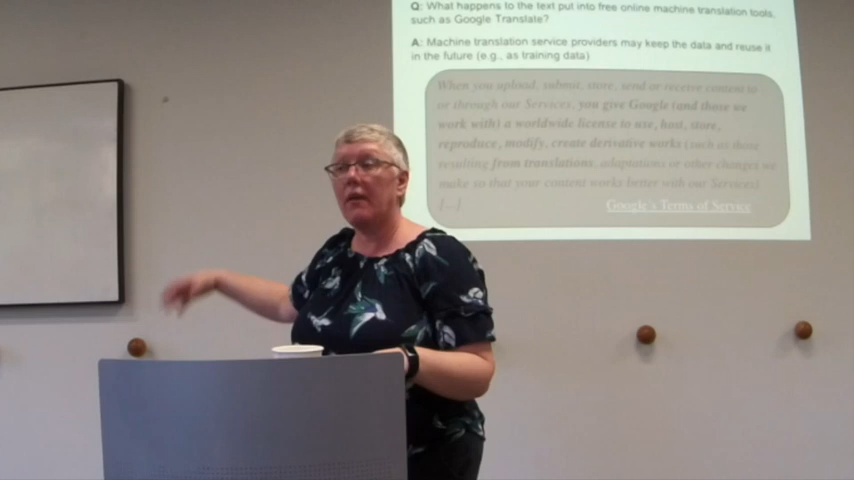 Q: What happens to the text put into free online machine translation tools,
such as Google Translate?
A: Machine translation service providers may keep the data and reuse it
in the future (e.g., as training data)
When you upload, submit, store, send or receive content to
or through our Services, you give Google (and those we
work with) a worldwide license to use, host, store,
reproduce, modify, create derivative works (such as those
resulting from translations, adaptations or other changes we
make so that your content works better with our Services)
[...]
Google's Terms of Service